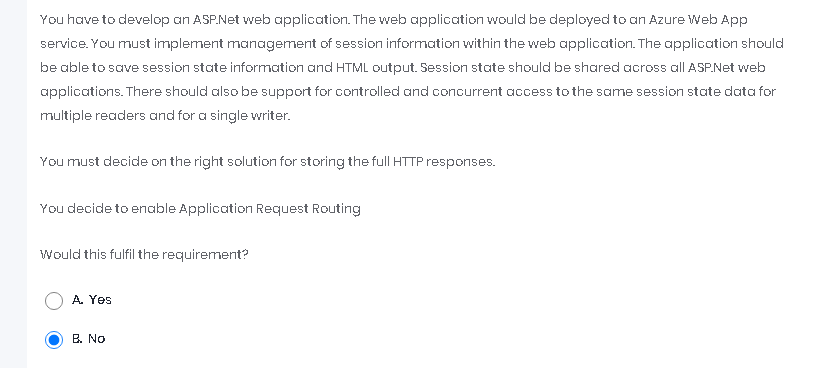 You have to develop an ASP.Net web application. The web application would be deployed to an Azure Web App
service. You must implement management of session information within the web application. The application should
be able to save session state information and HTML output. Session state should be shared across all ASP.Net web
applications. There should also be support for controlled and concurrent access to the same session state data for
multiple readers and for a single writer.
You must decide on the right solution for storing the full HTTP responses.
You decide to enable Application Request Routing
Would this fulfil the requirement?
A. Yes
B. No